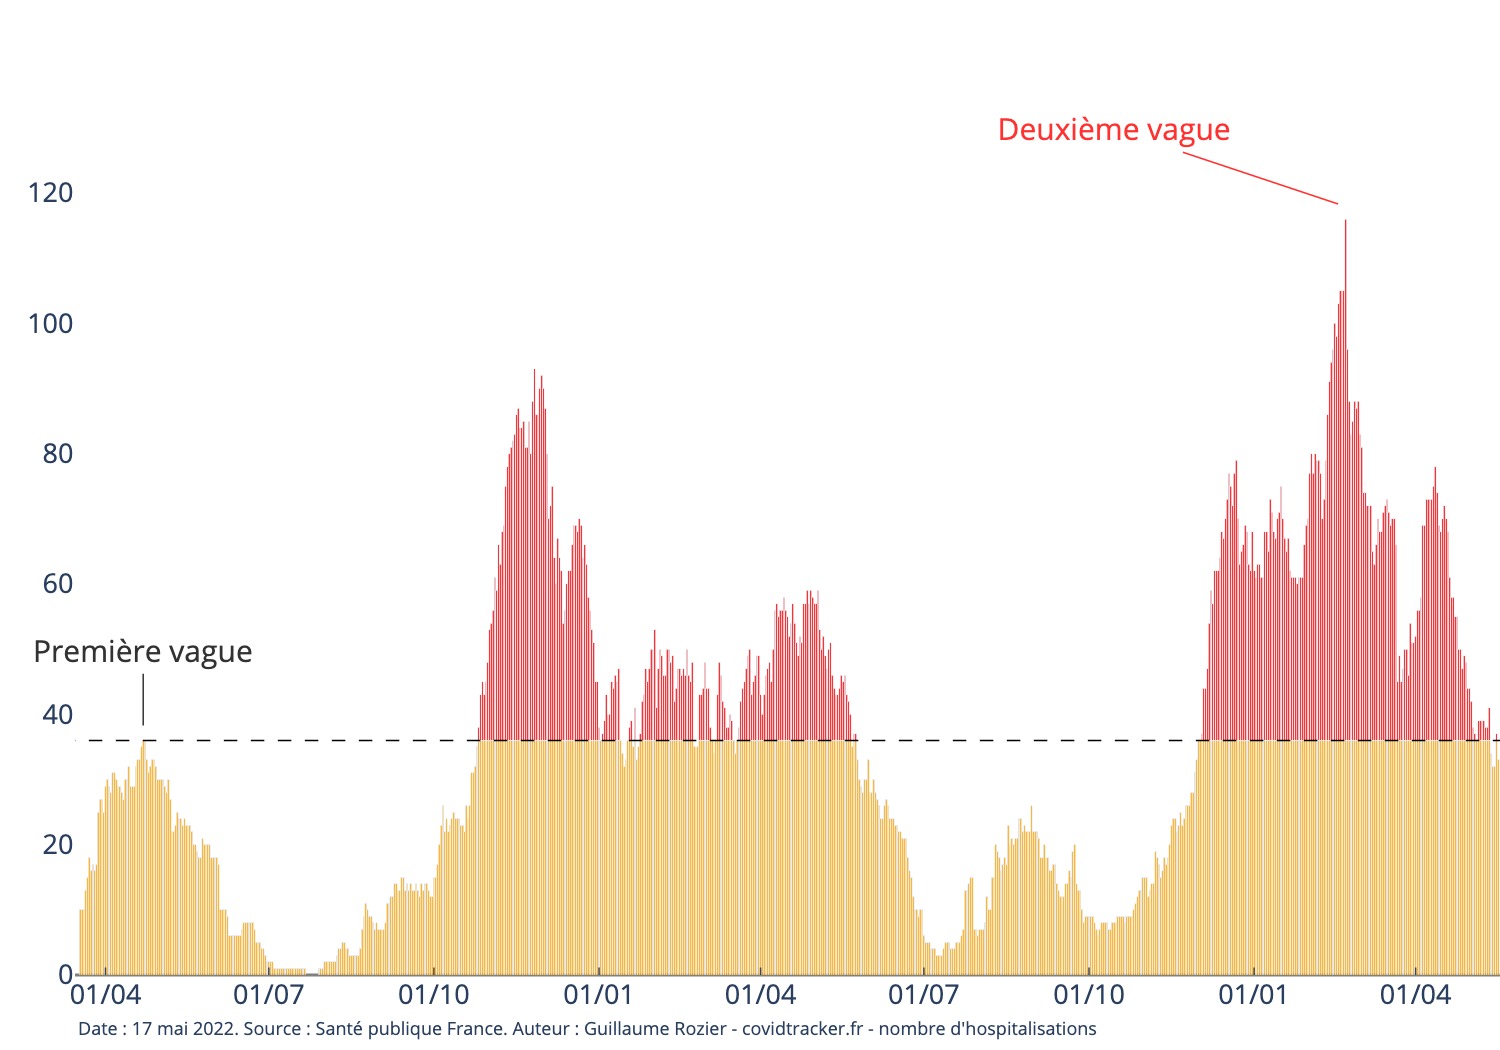 Deuxième vague
120
100
80
60
Première vague
40
20
0
01/04 01/07 01/10 01/01 01/04 01/07 01/10 01/01 01/04
Date : 17 mai 2022. Source : Santé publique France. Auteur : Guillaume Rozier - covidtracker.fr - nombre d'hospitalisations